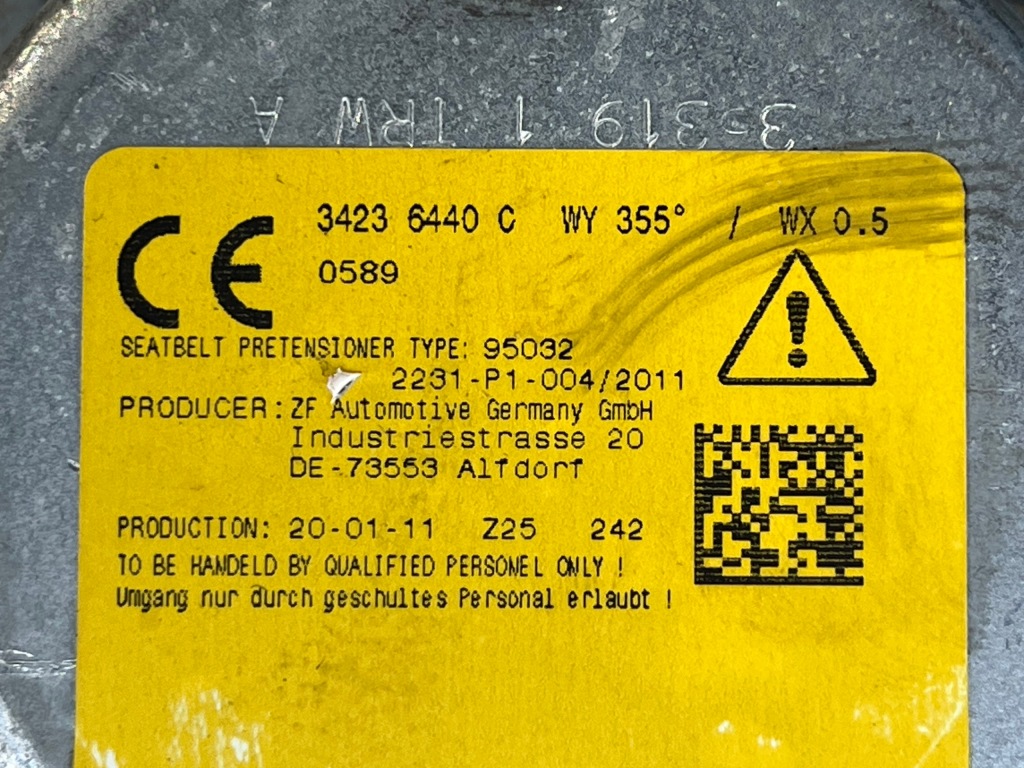 3-319 1 TRW A
3423 6440 C WY 355° / WX 0.5
CE 0589
SEATBELT PRETENSIONER TYPE: 95032
2231-P1-004/2011
PRODUCER: ZF Automotive Germany GmbH
Industriestrasse 20
DE-73553 Alfdorf
PRODUCTION: 20-01-11 Z25 242
TO BE HANDELD BY QUALIFIED PERSONEL ONLY !
Umgang nur durch geschultes Personal erlaubt !